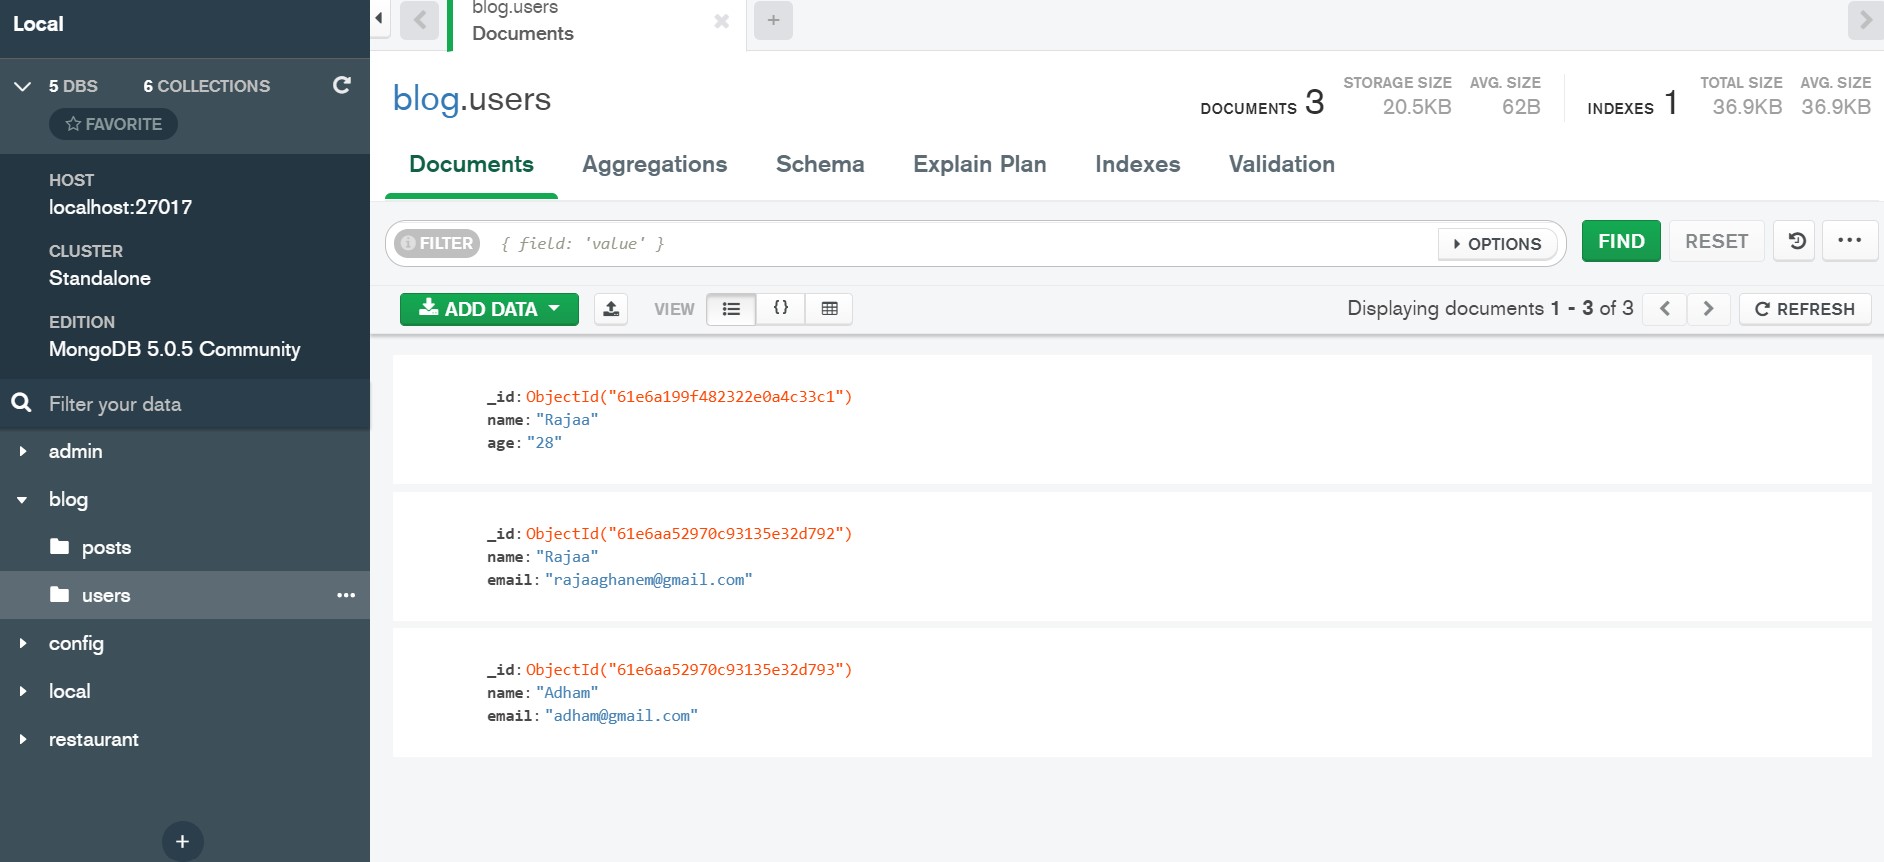 Local
5 DBS 6 COLLECTIONS
FAVORITE
HOST
localhost:27017
CLUSTER
Standalone
EDITION
MongoDB 5.0.5 Community
Filter your data
admin
blog
posts
users
config
local
restaurant
+
blog.users
Documents
+
blog.users
DOCUMENTS 3
STORAGE SIZE AVG. SIZE
20.5KB 62B
INDEXES 1
TOTAL SIZE AVG. SIZE
36.9KB 36.9KB
Documents Aggregations Schema Explain Plan Indexes Validation
FILTER { field: 'value' } OPTIONS FIND RESET
ADD DATA VIEW {} Displaying documents 1 - 3 of 3 REFRESH
_id: ObjectId("61e6a199f482322e0a4c33c1")
name: "Rajaa"
age: "28"
_id: ObjectId("61e6aa52970c93135e32d792")
name: "Rajaa"
email: "rajaaghanem@gmail.com"
_id: ObjectId("61e6aa52970c93135e32d793")
name: "Adham"
email: "adham@gmail.com"